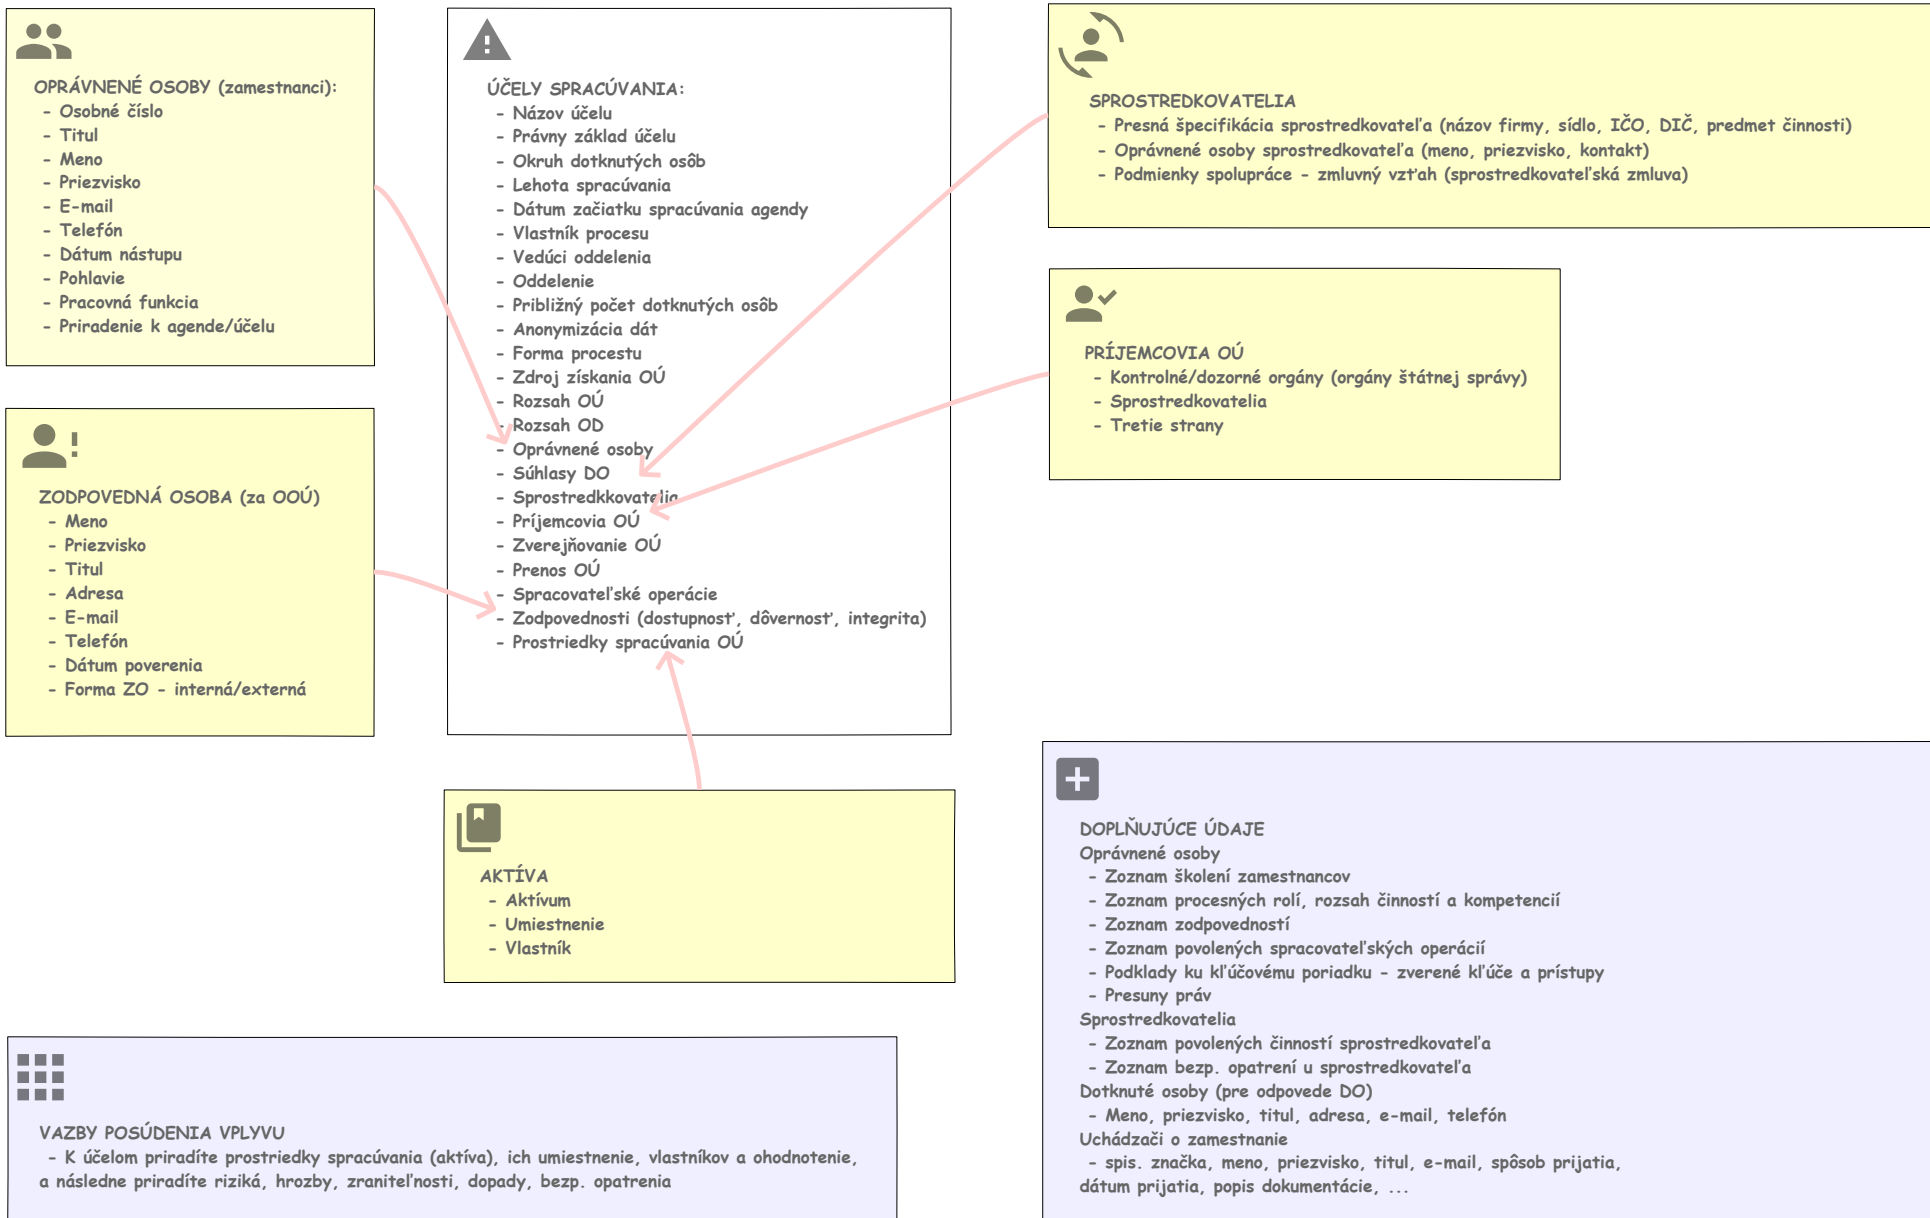 OPRÁVNENÉ OSOBY (zamestnanci):
- Osobné číslo
- Titul
- Meno
- Priezvisko
- E-mail
- Telefón
- Dátum nástupu
- Pohlavie
- Pracovná funkcia
- Priradenie k agende/účelu
ZODPOVEDNÁ OSOBA (za OOÚ)
- Meno
- Priezvisko
- Titul
- Adresa
- E-mail
- Telefón
- Dátum poverenia
- Forma ZO - interná/externá
ÚČELY SPRACÚVANIA:
- Názov účelu
- Právny základ účelu
- Okruh dotknutých osôb
- Lehota spracúvania
- Dátum začiatku spracúvania agendy
- Vlastník procesu
- Vedúci oddelenia
- Oddelenie
- Približný počet dotknutých osôb
- Anonymizácia dát
- Forma procestu
- Zdroj získania OÚ
- Rozsah OÚ
- Rozsah OD
- Oprávnené osoby
- Súhlasy DO
- Sprostredkkovatelia
- Príjemcovia OÚ
- Zverejňovanie OÚ
- Prenos OÚ
- Spracovateľské operácie
- Zodpovednosti (dostupnosť, dôvernosť, integrita)
- Prostriedky spracúvania OÚ
SPROSTREDKOVATELIA
- Presná špecifikácia sprostredkovateľa (názov firmy, sídlo, IČO, DIČ, predmet činnosti)
- Oprávnené osoby sprostredkovateľa (meno, priezvisko, kontakt)
- Podmienky spolupráce - zmluvný vzťah (sprostredkovateľská zmluva)
PRÍJEMCOVIA OÚ
- Kontrolné/dozorné orgány (orgány štátnej správy)
- Sprostredkovatelia
- Tretie strany
AKTÍVA
- Aktívum
- Umiestnenie
- Vlastník
DOPLŇUJÚCE ÚDAJE
Oprávnené osoby
- Zoznam školení zamestnancov
- Zoznam procesných rolí, rozsah činností a kompetencií
- Zoznam zodpovedností
- Zoznam povolených spracovateľských operácií
- Podklady ku kľúčovému poriadku - zverené kľúče a prístupy
- Presuny práv
Sprostredkovatelia
- Zoznam povolených činností sprostredkovateľa
- Zoznam bezp. opatrení u sprostredkovateľa
Dotknuté osoby (pre odpovede DO)
- Meno, priezvisko, titul, adresa, e-mail, telefón
Uchádzači o zamestnanie
- spis. značka, meno, priezvisko, titul, e-mail, spôsob prijatia,
dátum prijatia, popis dokumentácie, ...
VAZBY POSÚDENIA VPLYVU
- K účelom priradíte prostriedky spracúvania (aktíva), ich umiestnenie, vlastníkov a ohodnotenie,
a následne priradíte riziká, hrozby, zraniteľnosti, dopady, bezp. opatrenia